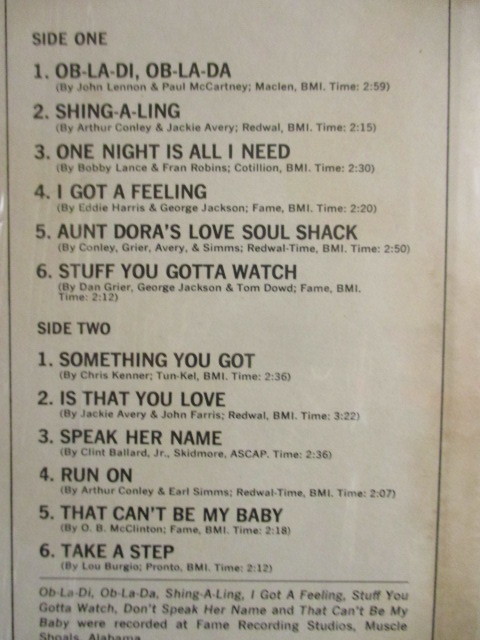 SIDE ONE
1. OB-LA-DI, OB-LA-DA
(By John Lennon & Paul McCartney; Maclen, BMI. Time: 2:59)
2. SHING-A-LING
(By Arthur Conley & Jackie Avery; Redwal, BMI. Time: 2:15)
3. ONE NIGHT IS ALL I NEED
(By Bobby Lance & Fran Robins; Cotillion, BMI. Time: 2:30)
4. I GOT A FEELING
(By Eddie Harris & George Jackson; Fame, BMI. Time: 2:20)
5. AUNT DORA'S LOVE SOUL SHACK
(By Conley, Grier, Avery, & Simms; Redwal-Time, BMI. Time: 2:50)
6. STUFF YOU GOTTA WATCH
(By Dan Grier, George Jackson & Tom Dowd; Fame, BMI.
Time: 2:12)
SIDE TWO
1. SOMETHING YOU GOT
(By Chris Kenner; Tun-Kel, BMI. Time: 2:36)
2. IS THAT YOU LOVE
(By Jackie Avery & John Farris; Redwal, BMI. Time: 3:22)
3. SPEAK HER NAME
(By Clint Ballard, Jr., Skidmore, ASCAP. Time: 2:36)
4. RUN ON
(By Arthur Conley & Earl Simms; Redwal-Time, BMI. Time: 2:07)
5. THAT CAN'T BE MY BABY
(By O. B. McClinton; Fame, BMI. Time: 2:18)
6. TAKE A STEP
(By Lou Burgio; Pronto, BMI. Time: 2:12)
Ob-La-Di, Ob-La-Da, Shing-A-Ling, I Got A Feeling, Stuff You
Gotta Watch, Don't Speak Her Name and That Can't Be My
Baby were recorded at Fame Recording Studios, Muscle
Shoals, Alabama